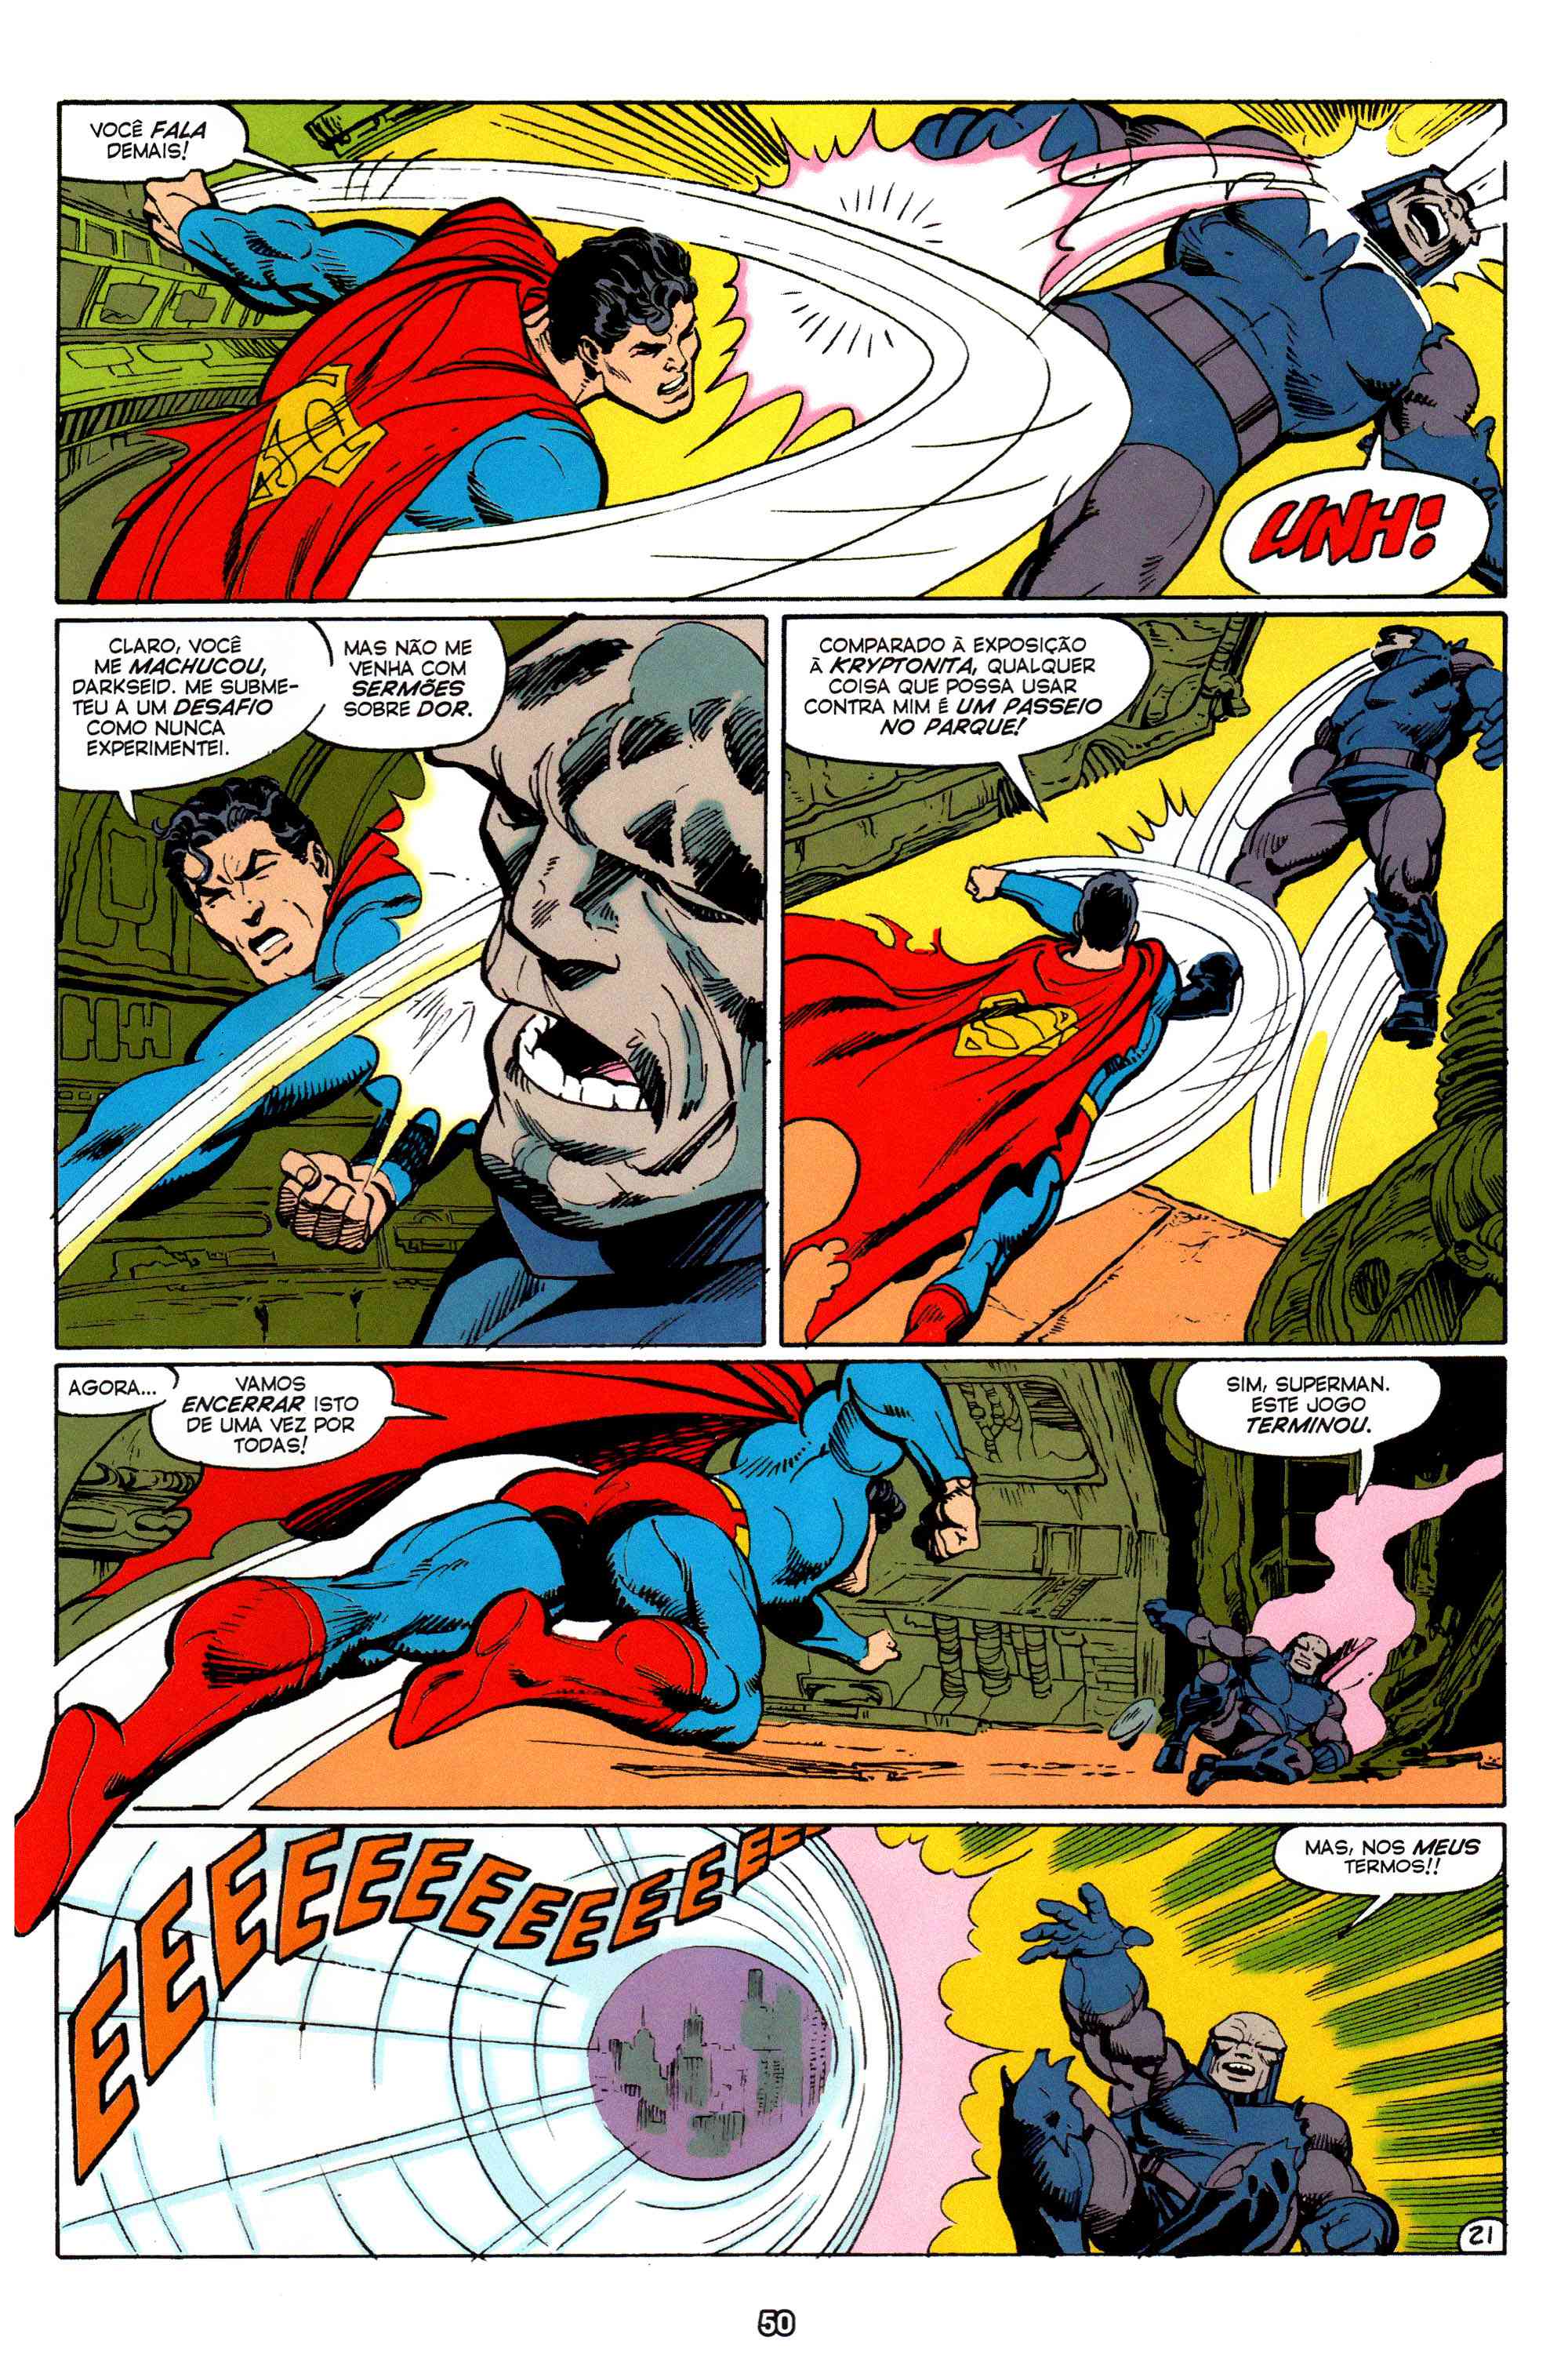 VOCÊ FALA
DEMAIS!
UNH!
CLARO, VOCÊ
ME MACHUCOU,
DARKSEID. ME SUBME-
TEU A UM DESAFIO
COMO NUNCA
EXPERIMENTEI.
MAS NÃO ME
VENHA COM
SERMÕES
SOBRE DOR.
COMPARADO À EXPOSIÇÃO
À KRYPTONITA, QUALQUER
COISA QUE POSSA USAR
CONTRA MIM É UM PASSEIO
NO PARQUE!
AGORA...
VAMOS
ENCERRAR ISTO
DE UMA VEZ POR
TODAS!
SIM, SUPERMAN.
ESTE JOGO
TERMINOU.
EEEEEEEEEEEEEEE
MAS, NOS MEUS
TERMOS!!
21
50